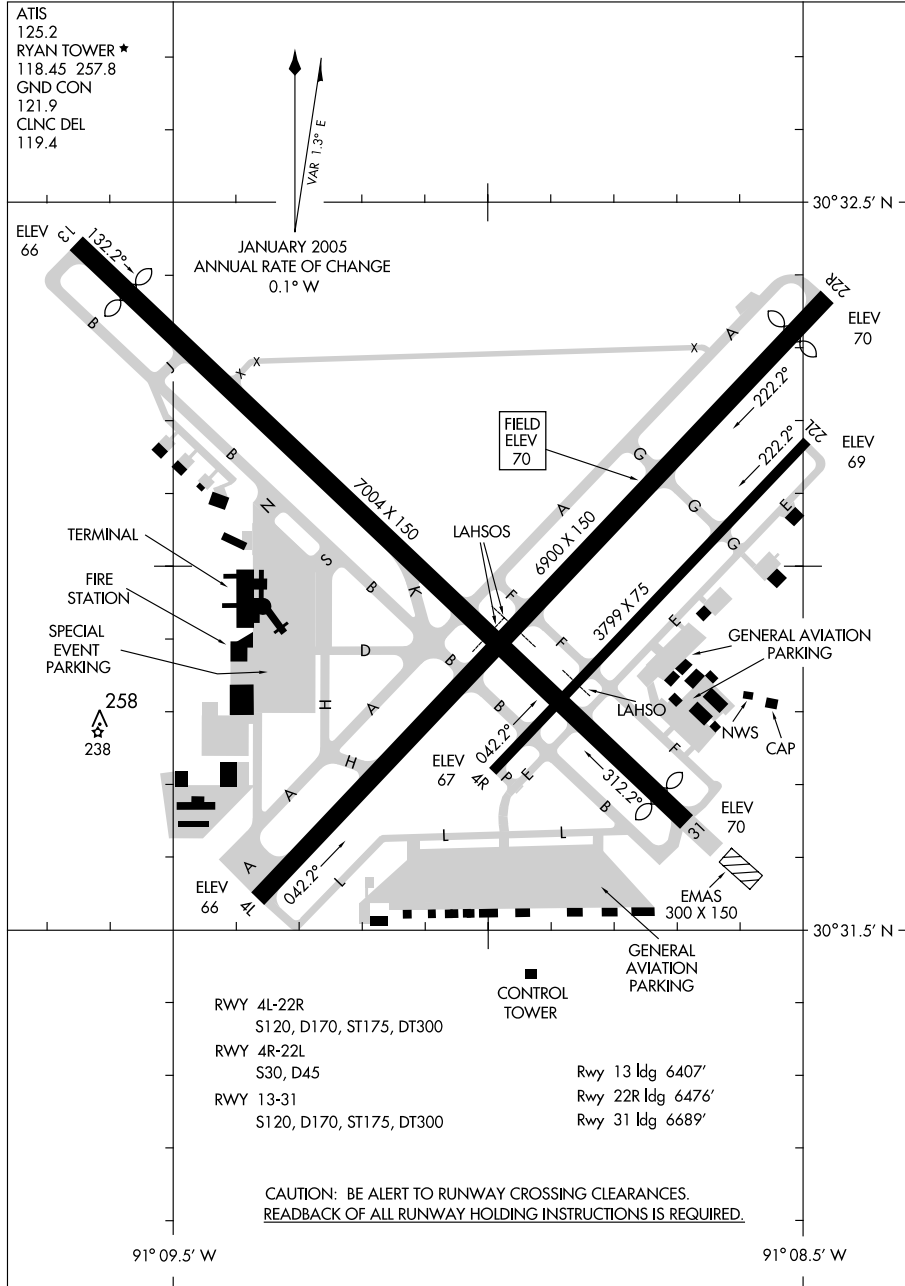 ATIS
125.2
RYAN TOWER ★
118.45 257.8
GND CON
121.9
CLNC DEL
119.4
VAR 1.3° E
JANUARY 2005
ANNUAL RATE OF CHANGE
0.1° W
30° 32.5' N
ELEV
66
13
132.2°
22R
ELEV
70
222.2°
22L
ELEV
69
222.2°
FIELD
ELEV
70
B
J
X
X
X
A
B
G
G
G
A
E
N
7004 X 150
6900 X 150
LAHSOS
3799 X 75
S
B
K
F
F
E
TERMINAL
FIRE
STATION
SPECIAL
EVENT
PARKING
D
B
B
GENERAL AVIATION
PARKING
LAHSO
NWS
CAP
258
238
H
A
H
A
A
042.2°
ELEV
67
4R
P
E
312.2°
B
F
31
ELEV
70
L
L
L
ELEV
66
4L
042.2°
EMAS
300 X 150
30° 31.5' N
GENERAL
AVIATION
PARKING
CONTROL
TOWER
RWY 4L-22R
S120, D170, ST175, DT300
RWY 4R-22L
S30, D45
RWY 13-31
S120, D170, ST175, DT300
Rwy 13 ldg 6407'
Rwy 22R ldg 6476'
Rwy 31 ldg 6689'
CAUTION: BE ALERT TO RUNWAY CROSSING CLEARANCES.
READBACK OF ALL RUNWAY HOLDING INSTRUCTIONS IS REQUIRED.
91° 09.5' W
91° 08.5' W